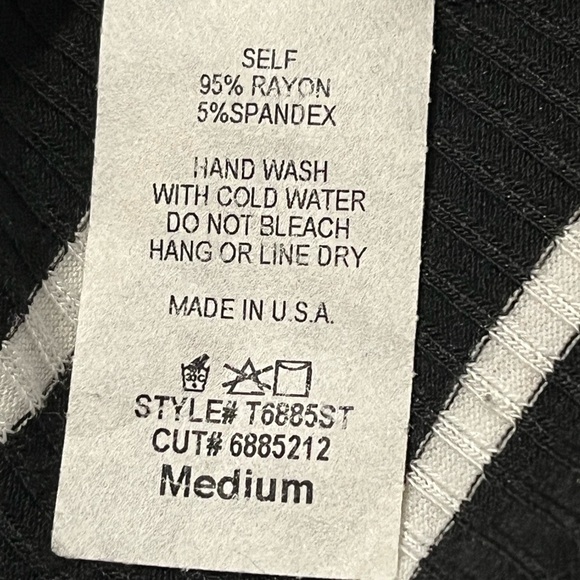 SELF
95% RAYON
5%SPANDEX
HAND WASH
WITH COLD WATER
DO NOT BLEACH
HANG OR LINE DRY
MADE IN U.S.A.
STYLE# T6885ST
CUT# 6885212
Medium